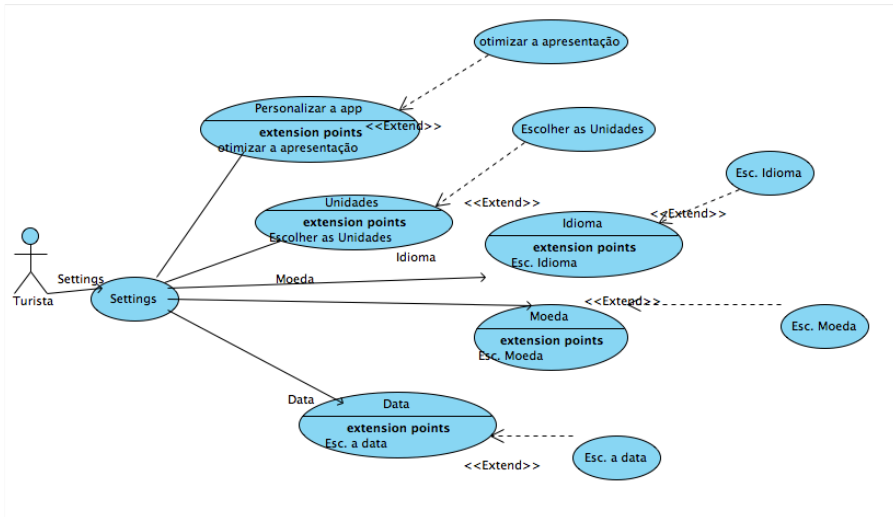 otimizar a apresentação
Personalizar a app
extension points
otimizar a apresentação
<<Extend>>
Escolher as Unidades
Esc. Idioma
Unidades
extension points
Escolher as Unidades
<<Extend>>
<<Extend>>
Idioma
extension points
Esc. Idioma
Idioma
Settings
Moeda
Turista
Settings
<<Extend>>
Moeda
extension points
Esc. Moeda
Esc. Moeda
Data
Data
extension points
Esc. a data
<<Extend>>
Esc. a data